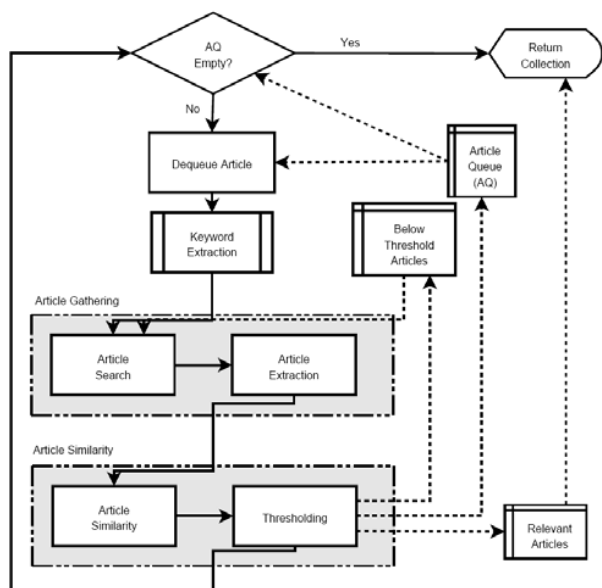 AQ
Empty?
Yes
Return
Collection
No
Dequeue Article
Article
Queue
(AQ)
Keyword
Extraction
Below
Threshold
Articles
Article Gathering
Article
Search
Article
Extraction
Article Similarity
Article
Similarity
Thresholding
Relevant
Articles